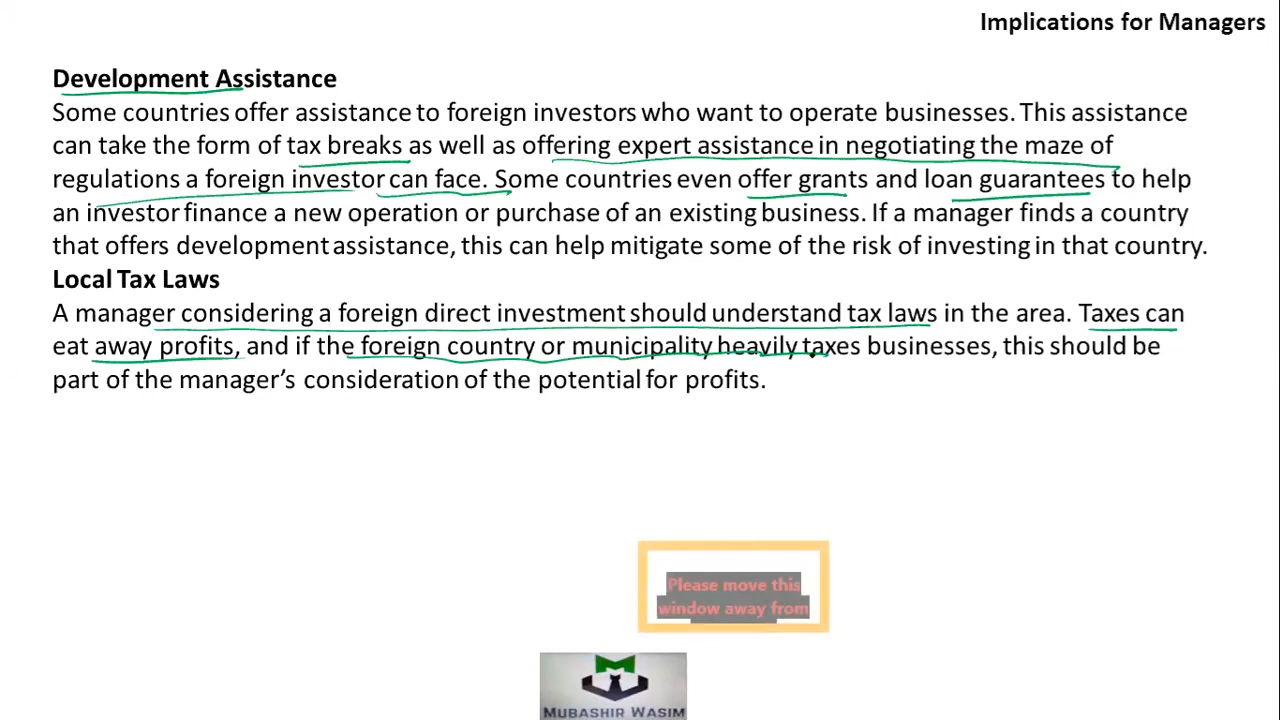 Implications for Managers
Development Assistance
Some countries offer assistance to foreign investors who want to operate businesses. This assistance
can take the form of tax breaks as well as offering expert assistance in negotiating the maze of
regulations a foreign investor can face. Some countries even offer grants and loan guarantees to help
an investor finance a new operation or purchase of an existing business. If a manager finds a country
that offers development assistance, this can help mitigate some of the risk of investing in that country.
Local Tax Laws
A manager considering a foreign direct investment should understand tax laws in the area. Taxes can
eat away profits, and if the foreign country or municipality heavily taxes businesses, this should be
part of the manager’s consideration of the potential for profits.
Please move this
window away from
MUBASHIR WASIM